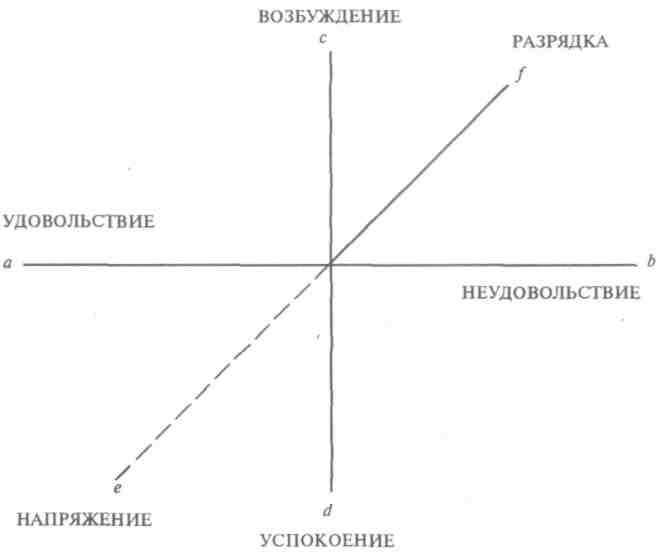 ВОЗБУЖДЕНИЕ
c
РАЗРЯДКА
f
УДОВОЛЬСТВИЕ
a
b
НЕУДОВОЛЬСТВИЕ
e
НАПРЯЖЕНИЕ
d
УСПОКОЕНИЕ